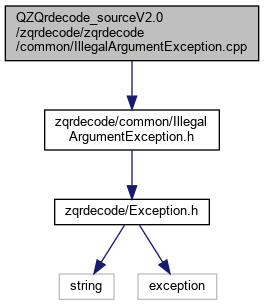 QZQrdecode_sourceV2.0
/zqrdecode/zqrdecode
/common/IllegalArgumentException.cpp
zqrdecode/common/Illegal
ArgumentException.h
zqrdecode/Exception.h
string
exception